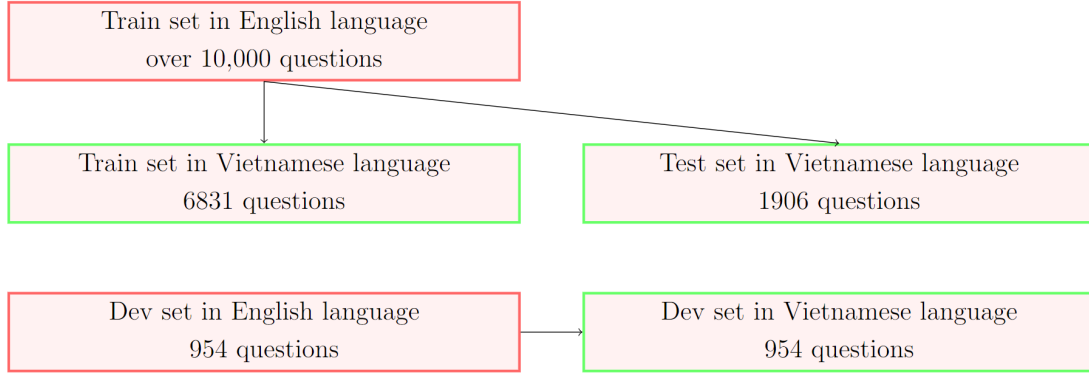 Train set in English language
over 10,000 questions
Train set in Vietnamese language
6831 questions
Test set in Vietnamese language
1906 questions
Dev set in English language
954 questions
Dev set in Vietnamese language
954 questions